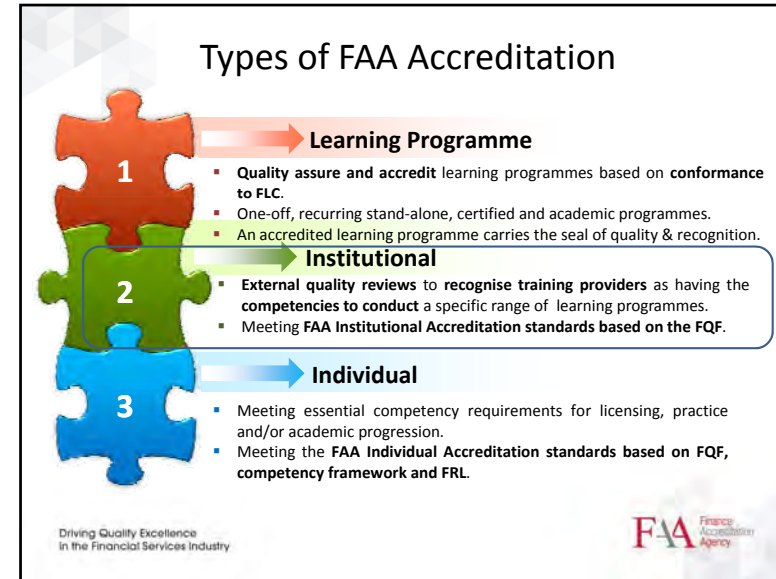 Types of FAA Accreditation
1
Learning Programme
▪ Quality assure and accredit learning programmes based on conformance
to FLC.
▪ One-off, recurring stand-alone, certified and academic programmes.
▪ An accredited learning programme carries the seal of quality & recognition.
2
Institutional
▪ External quality reviews to recognise training providers as having the
competencies to conduct a specific range of learning programmes.
▪ Meeting FAA Institutional Accreditation standards based on the FQF.
3
Individual
▪ Meeting essential competency requirements for licensing, practice
and/or academic progression.
▪ Meeting the FAA Individual Accreditation standards based on FQF,
competency framework and FRL.
Driving Quality Excellence
in the Financial Services Industry
FAA Finance
Accreditation
Agency